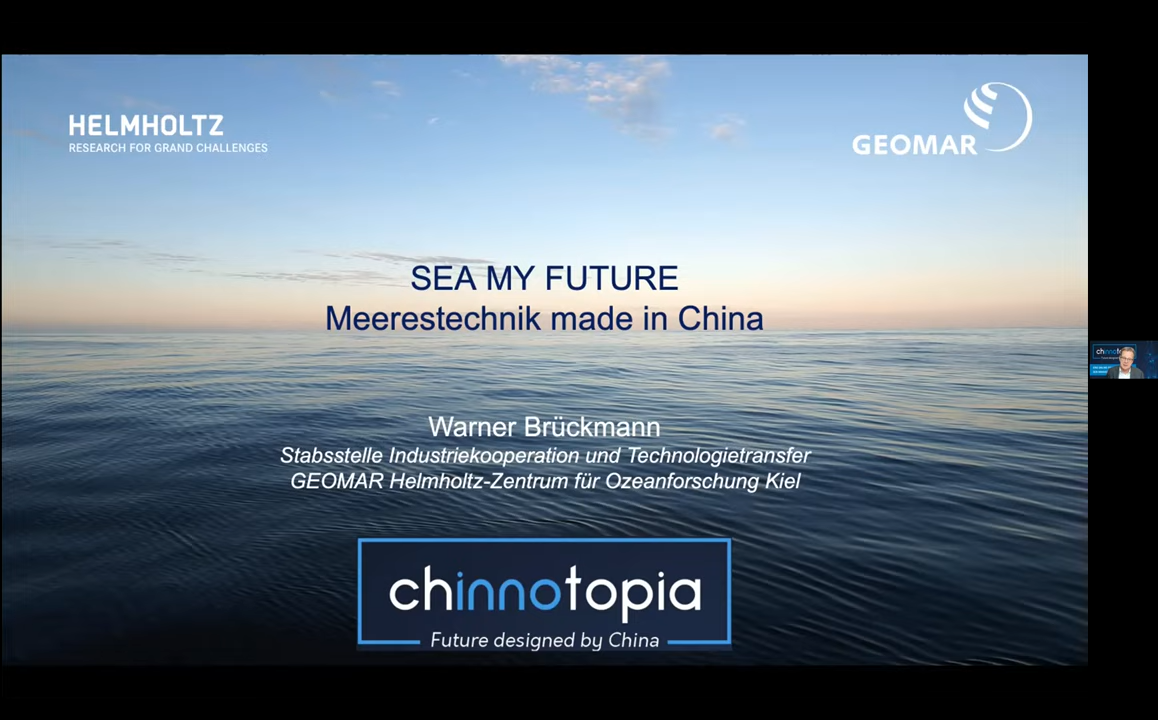 HELMHOLTZ
RESEARCH FOR GRAND CHALLENGES
GEOMAR
SEA MY FUTURE
Meerestechnik made in China
Warner Brückmann
Stabsstelle Industriekooperation und Technologietransfer
GEOMAR Helmholtz-Zentrum für Ozeanforschung Kiel
chinnotopia
Future designed by China